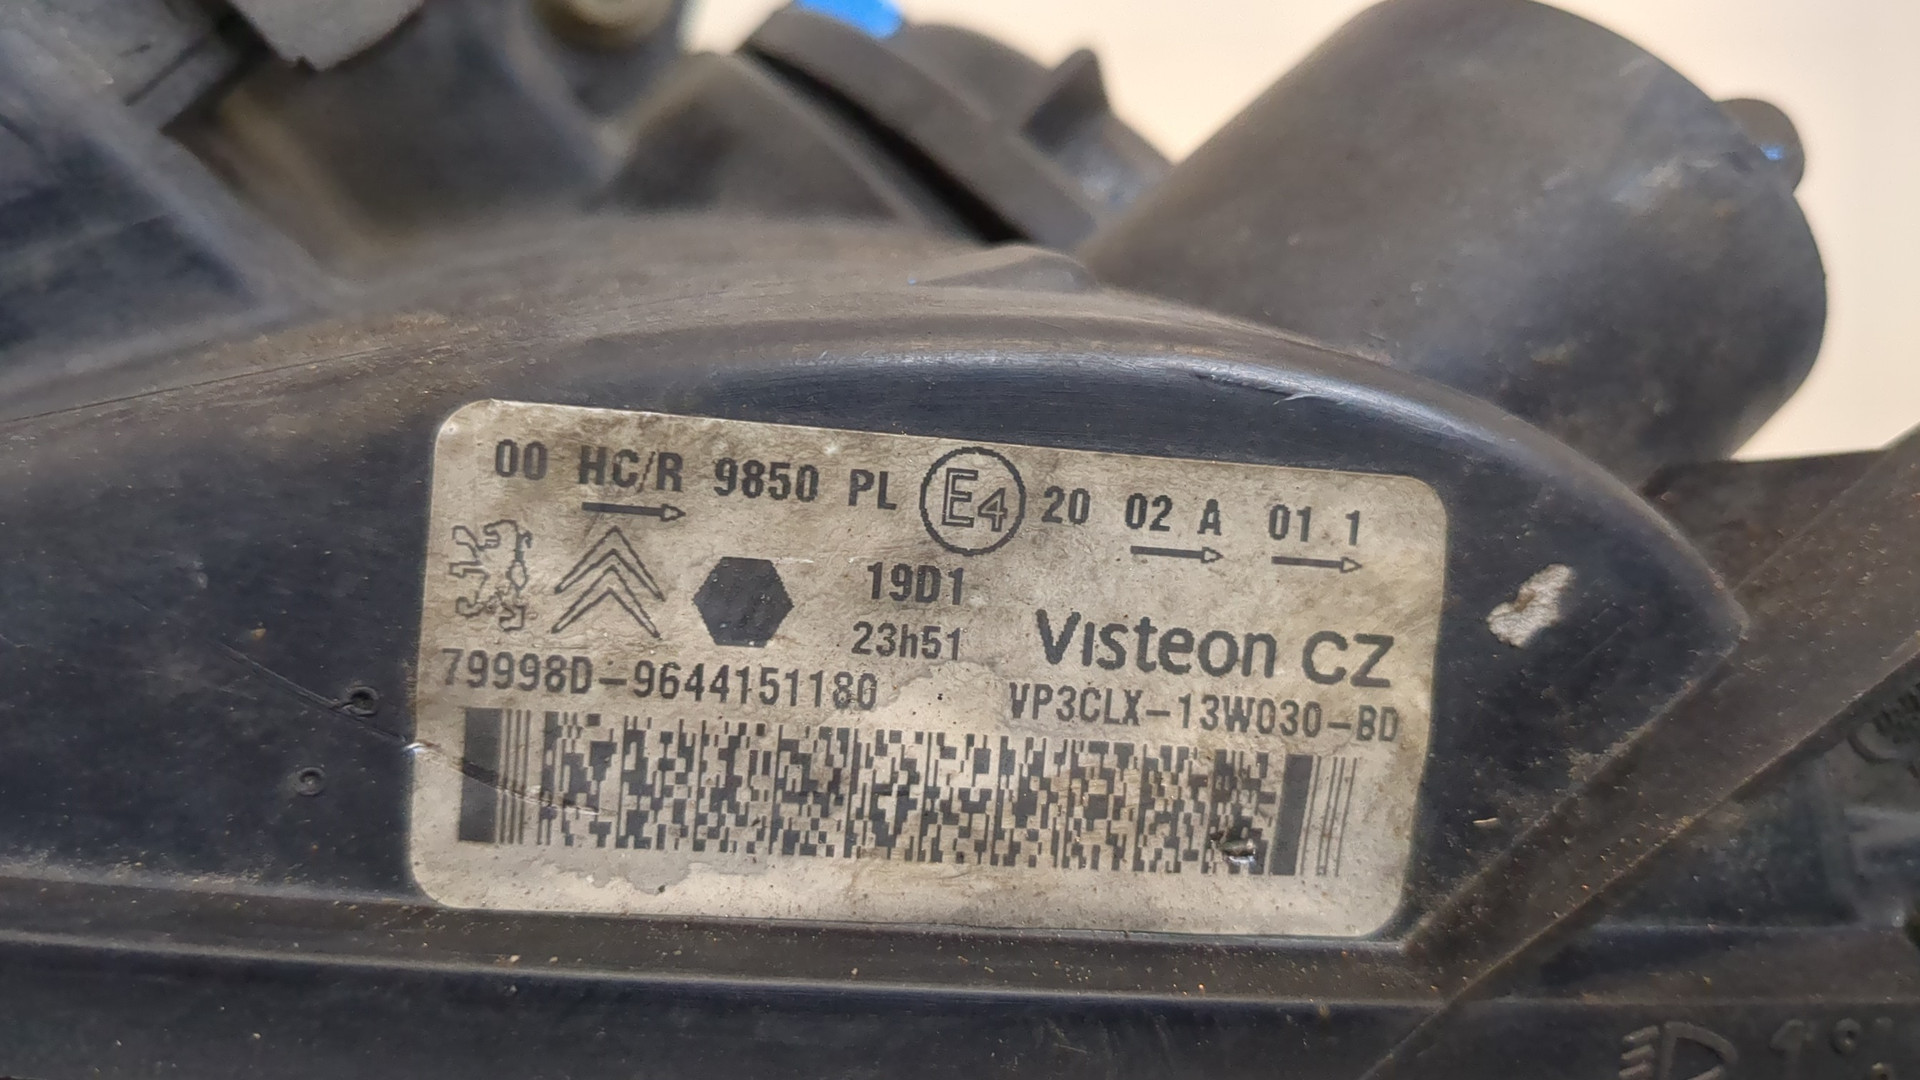 00 HC/R 9850 PL E4 20 02 A 01 1
19D1
23h51
Visteon CZ
79998D-9644151180
VP3CLX-13W030-BD